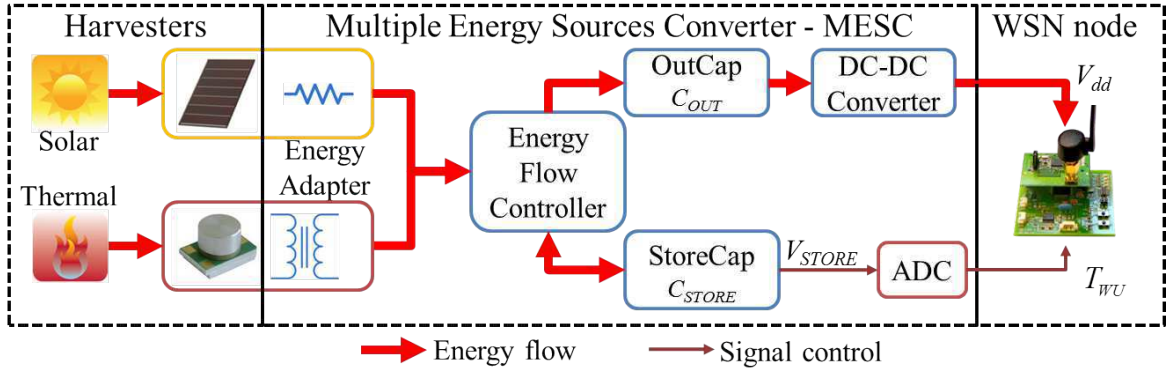 Harvesters
Multiple Energy Sources Converter - MESC
WSN node
Solar
Thermal
Energy
Adapter
Energy
Flow
Controller
OutCap
C_OUT
DC-DC
Converter
V_dd
StoreCap
C_STORE
V_STORE
ADC
T_WU
Energy flow
Signal control